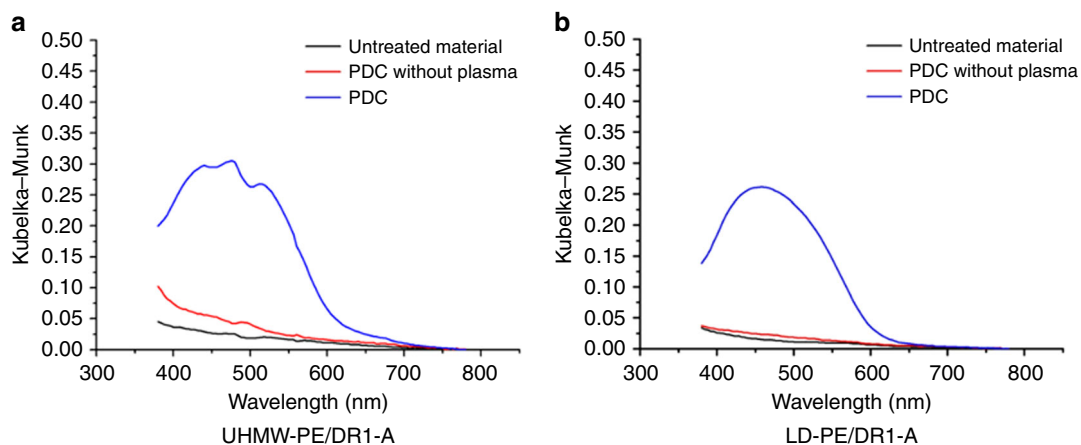 a
0.50
0.45
0.40
0.35
0.30
0.25
0.20
0.15
0.10
0.05
0.00
Kubelka–Munk
Untreated material
PDC without plasma
PDC
300
400
500
600
700
800
Wavelength (nm)
UHMW-PE/DR1-A
b
0.50
0.45
0.40
0.35
0.30
0.25
0.20
0.15
0.10
0.05
0.00
Kubelka–Munk
Untreated material
PDC without plasma
PDC
300
400
500
600
700
800
Wavelength (nm)
LD-PE/DR1-A